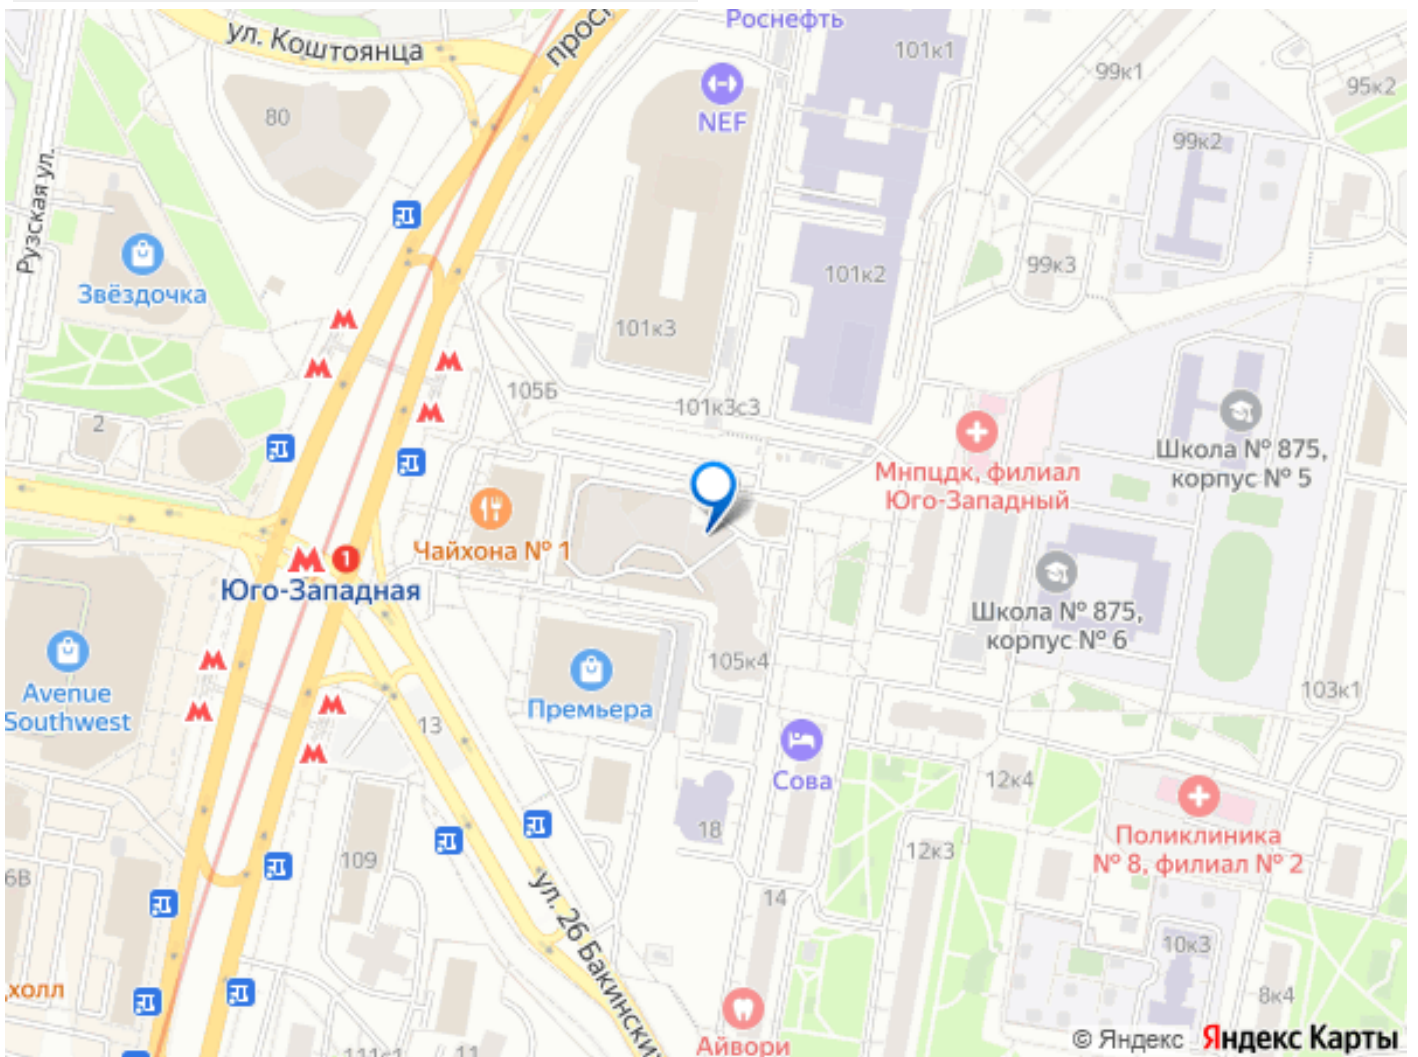 Роснефть
ул. Коштоянца
101к1
99к1
95к2
80
NEF
99к2
Рузская ул.
Звёздочка
101к2
99к3
101к3
105Б
101к3с3
2
Мнпцдк, филиал
Юго-Западный
Школа № 875,
корпус № 5
Чайхона № 1
1
Юго-Западная
Школа № 875,
корпус № 6
Avenue
Southwest
105к4
103к1
Премьера
13
Сова
12к4
18
Поликлиника
№ 8, филиал № 2
109
12к3
6В
14
ул. 26 Бакинских
10к3
холл
8к4
Айвори
11
© Яндекс Яндекс Карты